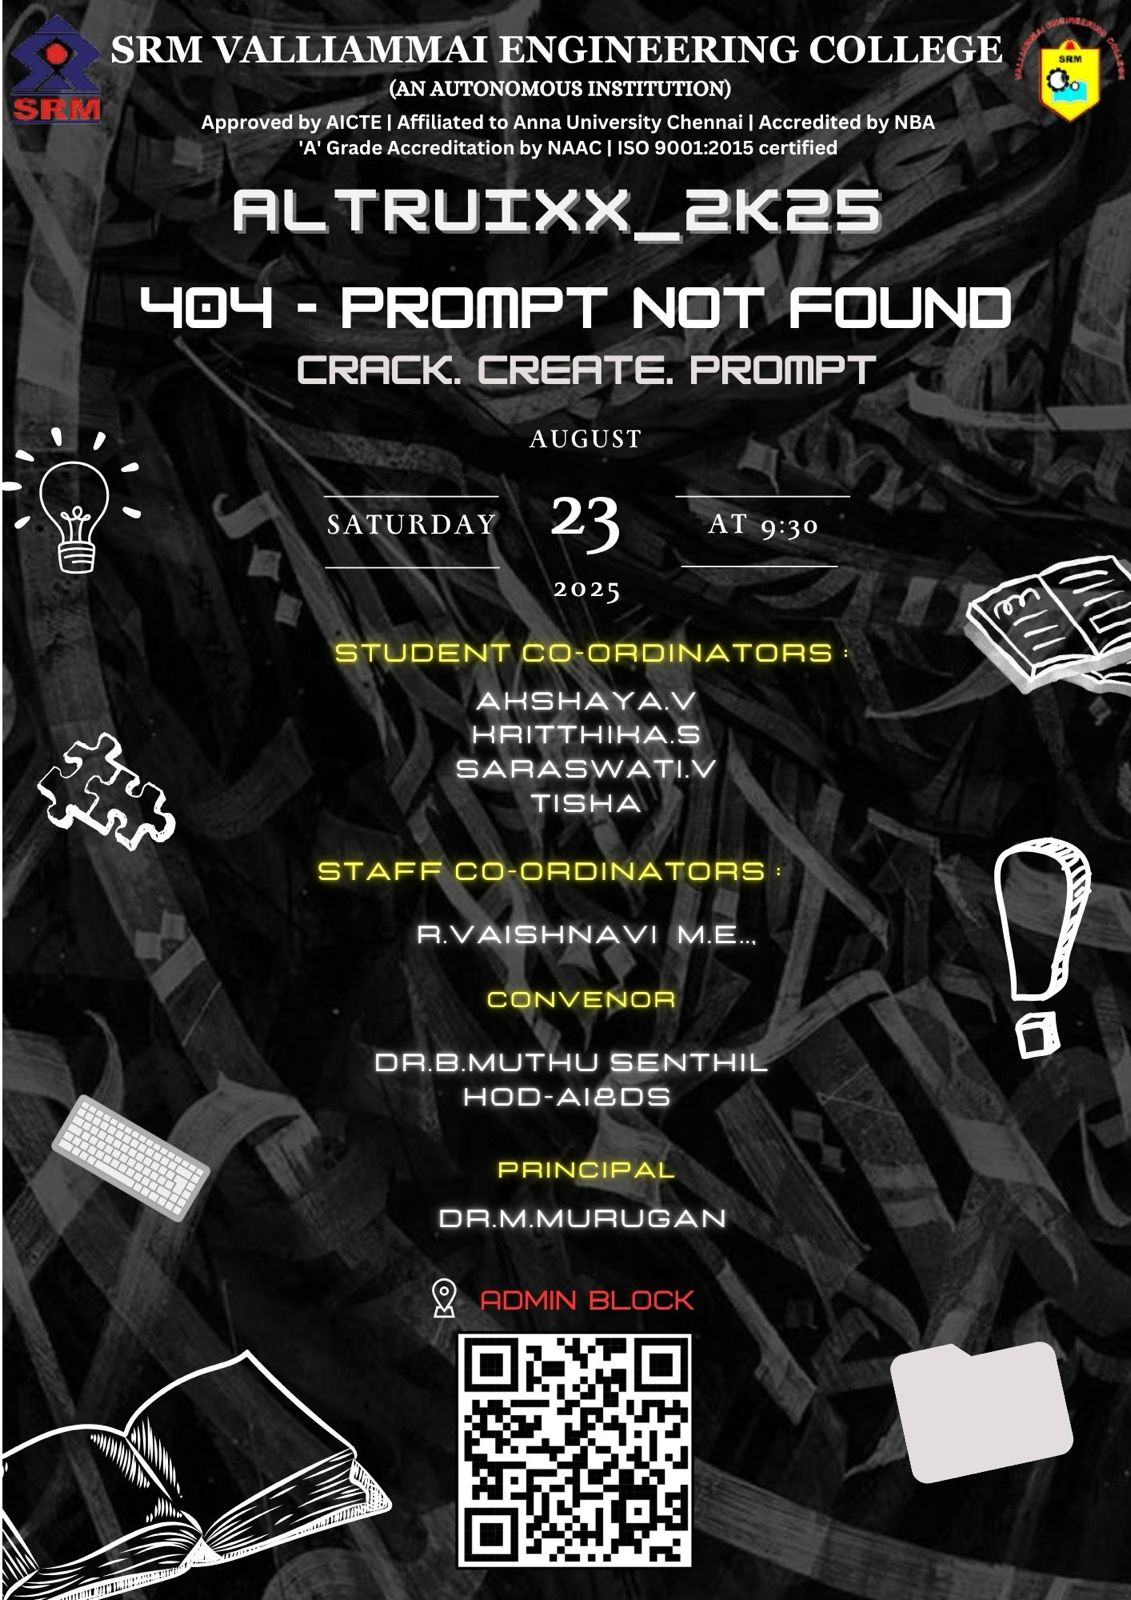 SRM VALLIAMMAI ENGINEERING COLLEGE
(AN AUTONOMOUS INSTITUTION)
Approved by AICTE | Affiliated to Anna University Chennai | Accredited by NBA
'A' Grade Accreditation by NAAC | ISO 9001:2015 certified
SRM
VALLIAMMAI ENGINEERING COLLEGE
SRM
ALTRUIXX_2K25
404 - PROMPT NOT FOUND
CRACK. CREATE. PROMPT
AUGUST
SATURDAY 23 AT 9:30
2025
STUDENT CO-ORDINATORS :
AKSHAYA.V
KRITTHIKA.S
SARASWATI.V
TISHA
STAFF CO-ORDINATORS :
R.VAISHNAVI M.E..,
CONVENOR
DR.B.MUTHU SENTHIL
HOD-AI&DS
PRINCIPAL
DR.M.MURUGAN
ADMIN BLOCK